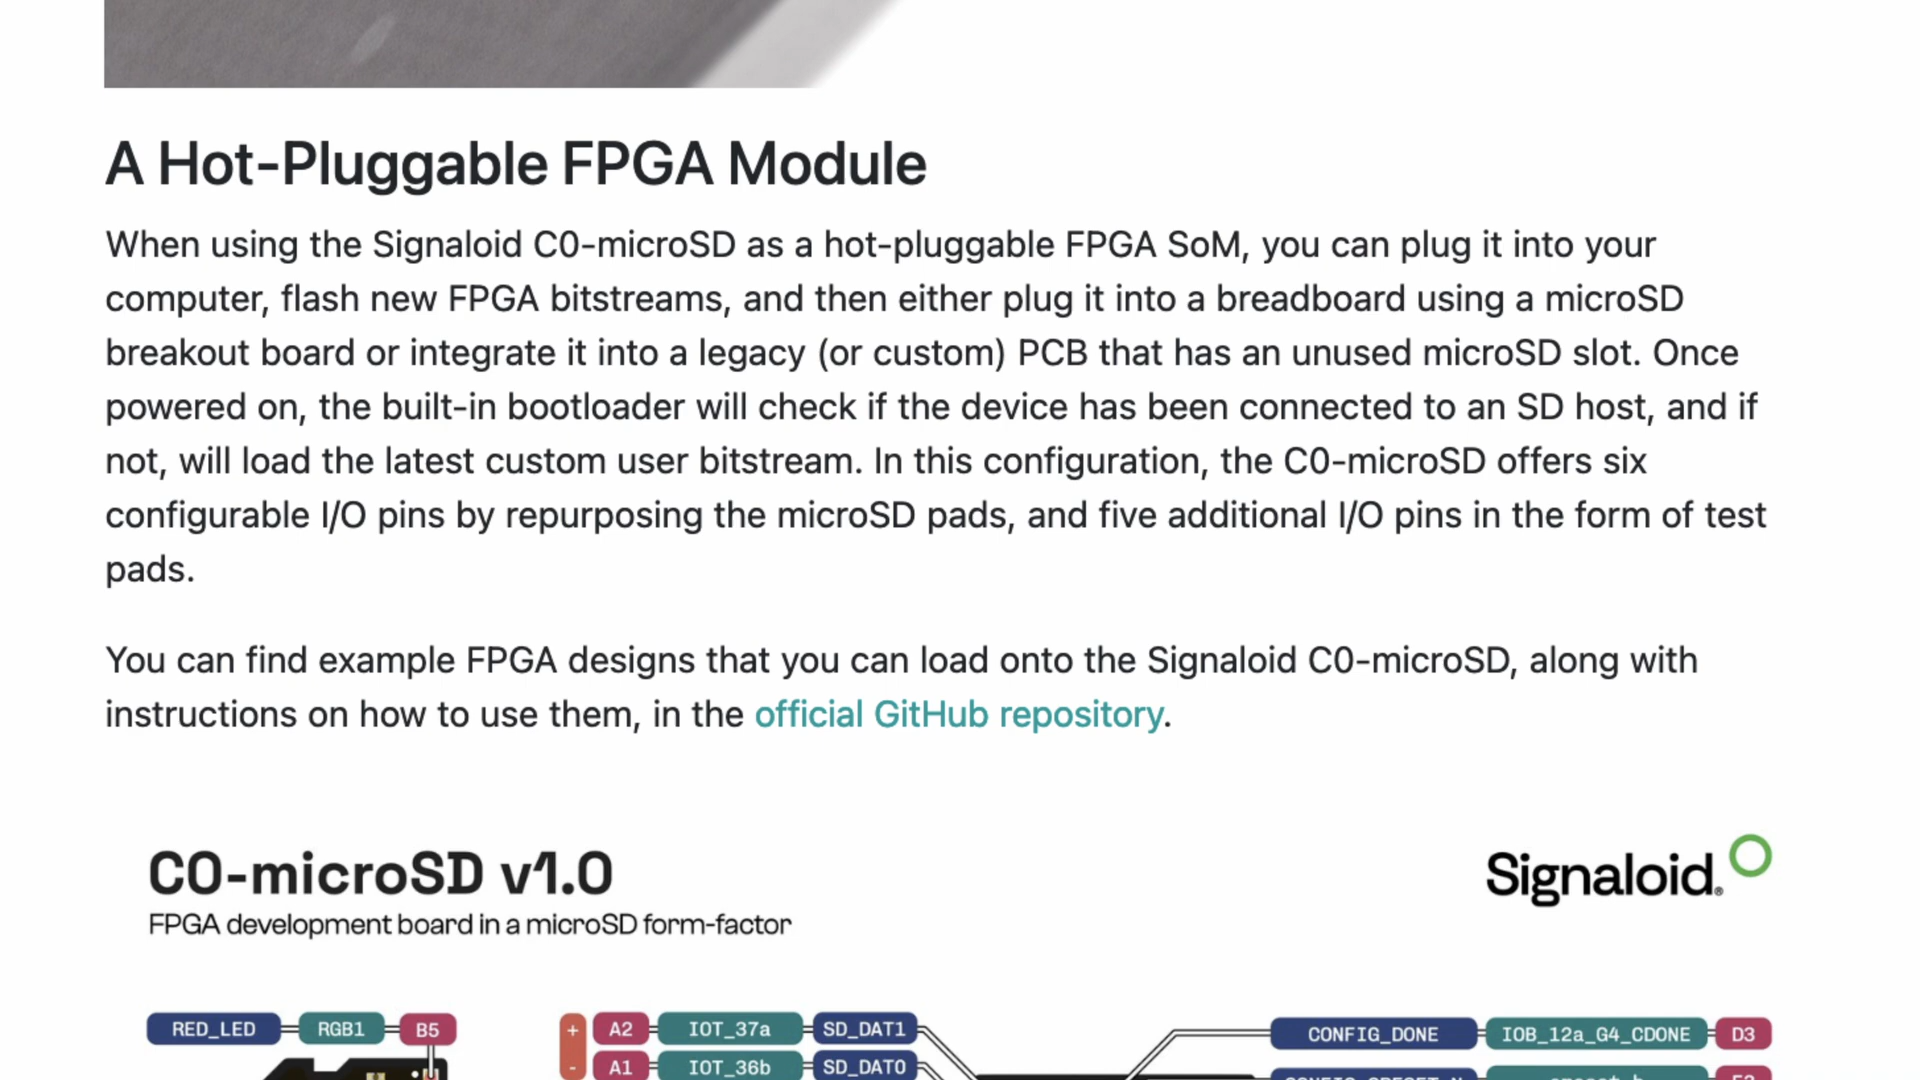 A Hot-Pluggable FPGA Module
When using the Signaloid C0-microSD as a hot-pluggable FPGA SoM, you can plug it into your
computer, flash new FPGA bitstreams, and then either plug it into a breadboard using a microSD
breakout board or integrate it into a legacy (or custom) PCB that has an unused microSD slot. Once
powered on, the built-in bootloader will check if the device has been connected to an SD host, and if
not, will load the latest custom user bitstream. In this configuration, the C0-microSD offers six
configurable I/O pins by repurposing the microSD pads, and five additional I/O pins in the form of test
pads.
You can find example FPGA designs that you can load onto the Signaloid C0-microSD, along with
instructions on how to use them, in the official GitHub repository.
C0-microSD v1.0
Signaloid®
FPGA development board in a microSD form-factor
RED_LED RGB1 B5
+ A2 IOT_37a SD_DAT1
CONFIG_DONE IOB_12a_G4_CDONE D3
- A1 IOT_36b SD_DAT0